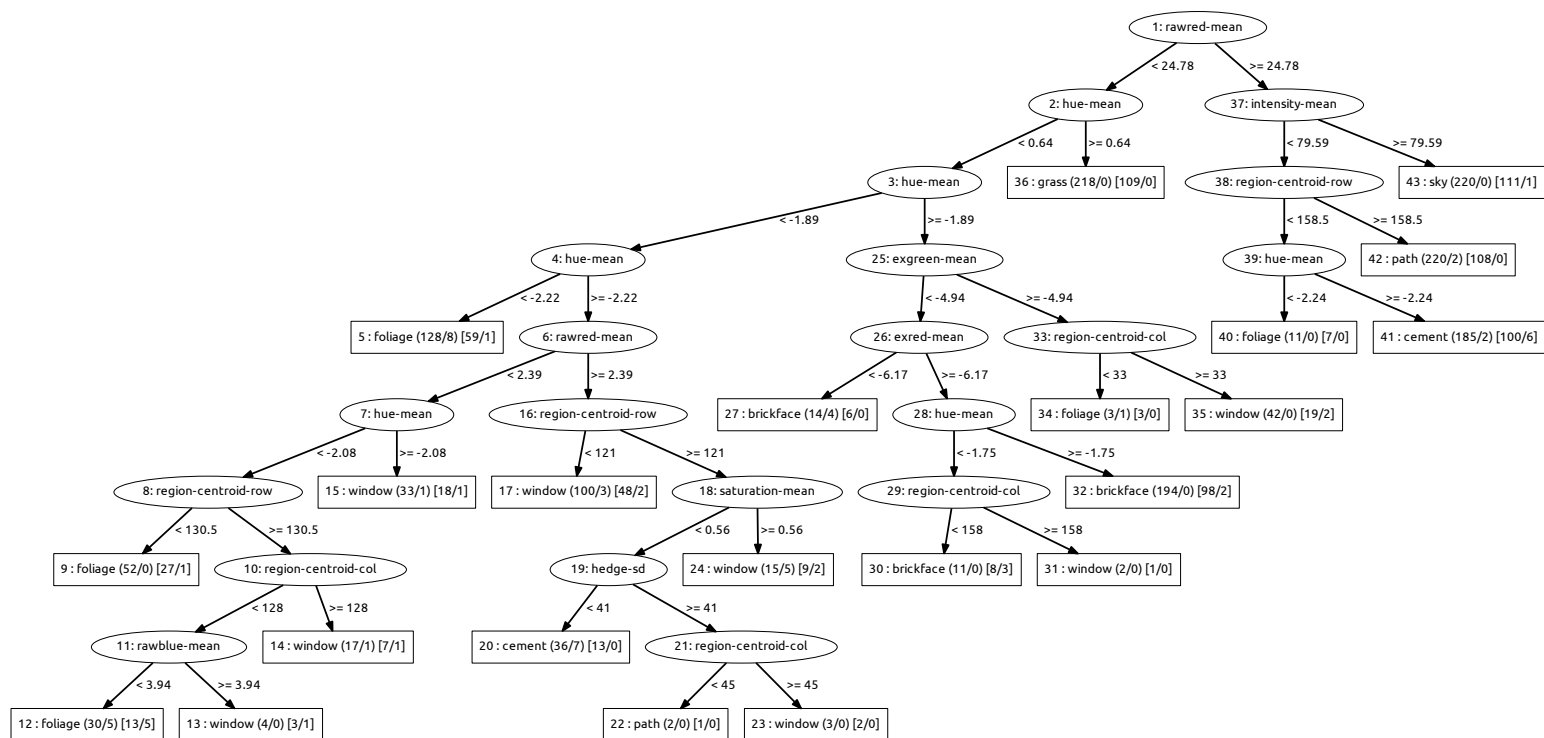 1: rawred-mean
< 24.78 >= 24.78
2: hue-mean 37: intensity-mean
< 0.64 >= 0.64 < 79.59 >= 79.59
3: hue-mean 36 : grass (218/0) [109/0] 38: region-centroid-row 43 : sky (220/0) [111/1]
< -1.89 >= -1.89 < 158.5 >= 158.5
4: hue-mean 25: exgreen-mean 39: hue-mean 42 : path (220/2) [108/0]
< -2.22 >= -2.22 < -4.94 >= -4.94 < -2.24 >= -2.24
5 : foliage (128/8) [59/1] 6: rawred-mean 26: exred-mean 33: region-centroid-col 40 : foliage (11/0) [7/0] 41 : cement (185/2) [100/6]
< 2.39 >= 2.39 < -6.17 >= -6.17 < 33 >= 33
7: hue-mean 16: region-centroid-row 27 : brickface (14/4) [6/0] 28: hue-mean 34 : foliage (3/1) [3/0] 35 : window (42/0) [19/2]
< -2.08 >= -2.08 < 121 >= 121 < -1.75 >= -1.75
8: region-centroid-row 15 : window (33/1) [18/1] 17 : window (100/3) [48/2] 18: saturation-mean 29: region-centroid-col 32 : brickface (194/0) [98/2]
< 130.5 >= 130.5 < 0.56 >= 0.56 < 158 >= 158
9 : foliage (52/0) [27/1] 10: region-centroid-col 19: hedge-sd 24 : window (15/5) [9/2] 30 : brickface (11/0) [8/3] 31 : window (2/0) [1/0]
< 128 >= 128 < 41 >= 41
11: rawblue-mean 14 : window (17/1) [7/1] 20 : cement (36/7) [13/0] 21: region-centroid-col
< 3.94 >= 3.94 < 45 >= 45
12 : foliage (30/5) [13/5] 13 : window (4/0) [3/1] 22 : path (2/0) [1/0] 23 : window (3/0) [2/0]